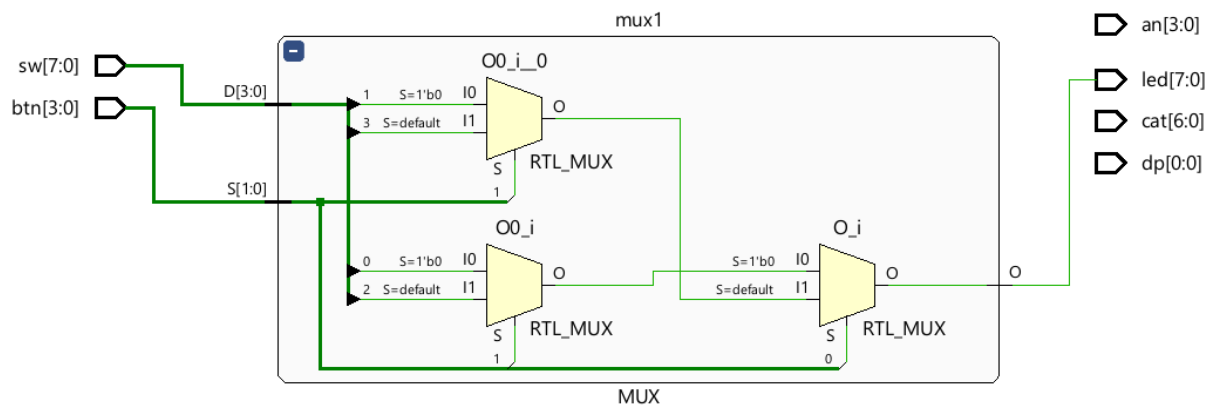 mux1
an[3:0]
O0_i__0
sw[7:0]
led[7:0]
D[3:0]
1 S=1'b0 I0
O
btn[3:0]
3 S=default I1
cat[6:0]
S
RTL_MUX
dp[0:0]
S[1:0]
1
O0_i
O_i
0 S=1'b0 I0
S=1'b0 I0
O
O
O
2 S=default I1
S=default I1
S
RTL_MUX
S
RTL_MUX
1
0
MUX